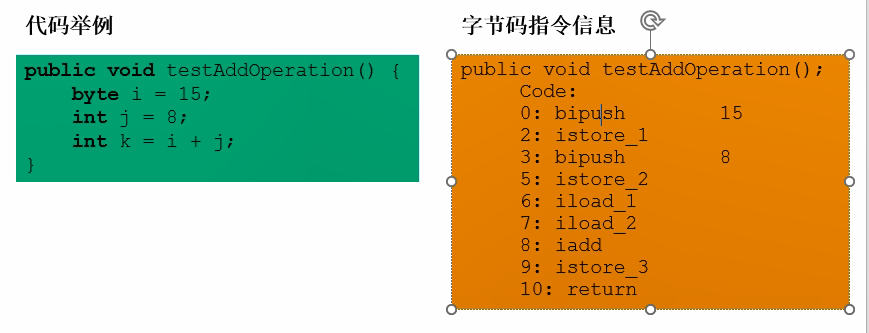 代码举例
public void testAddOperation() {
    byte i = 15;
    int j = 8;
    int k = i + j;
}
字节码指令信息
public void testAddOperation();
     Code:
     0: bipush        15
     2: istore_1
     3: bipush        8
     5: istore_2
     6: iload_1
     7: iload_2
     8: iadd
     9: istore_3
     10: return